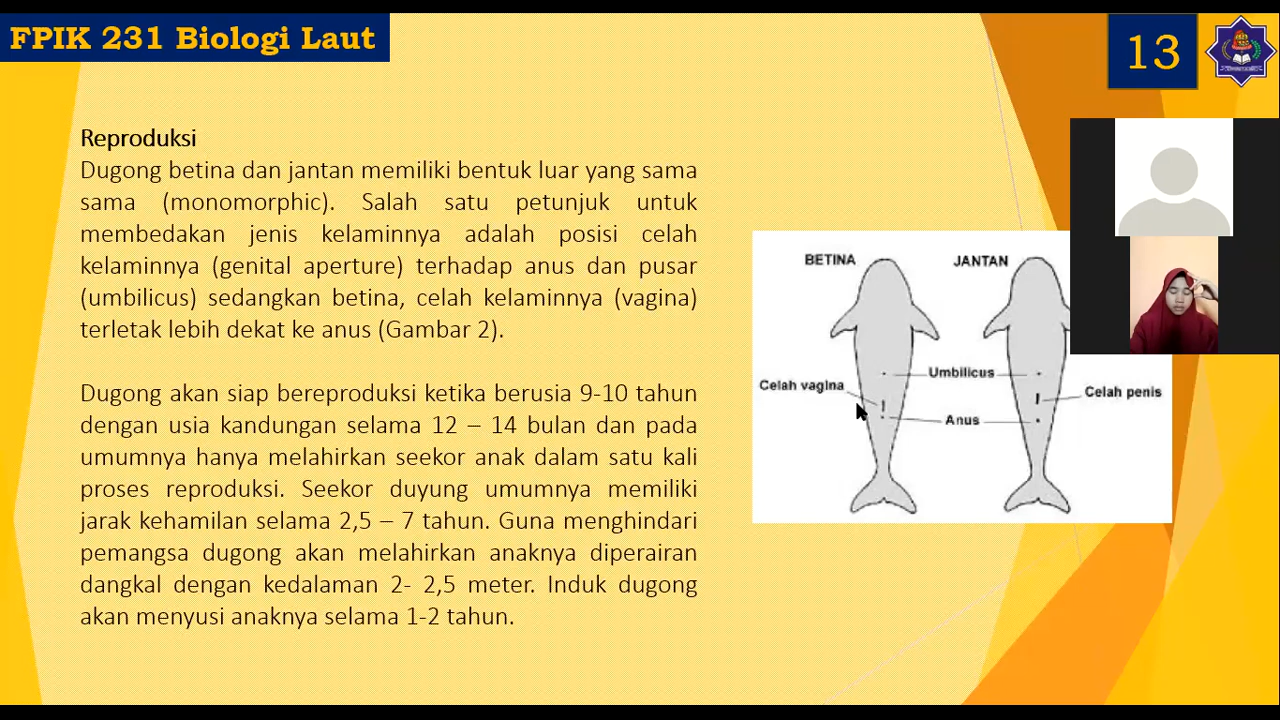 FPIK 231 Biologi Laut
13
Reproduksi
Dugong betina dan jantan memiliki bentuk luar yang sama
sama (monomorphic). Salah satu petunjuk untuk
membedakan jenis kelaminnya adalah posisi celah
kelaminnya (genital aperture) terhadap anus dan pusar
(umbilicus) sedangkan betina, celah kelaminnya (vagina)
terletak lebih dekat ke anus (Gambar 2).
Dugong akan siap bereproduksi ketika berusia 9-10 tahun
dengan usia kandungan selama 12 – 14 bulan dan pada
umumnya hanya melahirkan seekor anak dalam satu kali
proses reproduksi. Seekor duyung umumnya memiliki
jarak kehamilan selama 2,5 – 7 tahun. Guna menghindari
pemangsa dugong akan melahirkan anaknya diperairan
dangkal dengan kedalaman 2- 2,5 meter. Induk dugong
akan menyusi anaknya selama 1-2 tahun.
BETINA
JANTAN
Umbilicus
Celah vagina
Celah penis
Anus